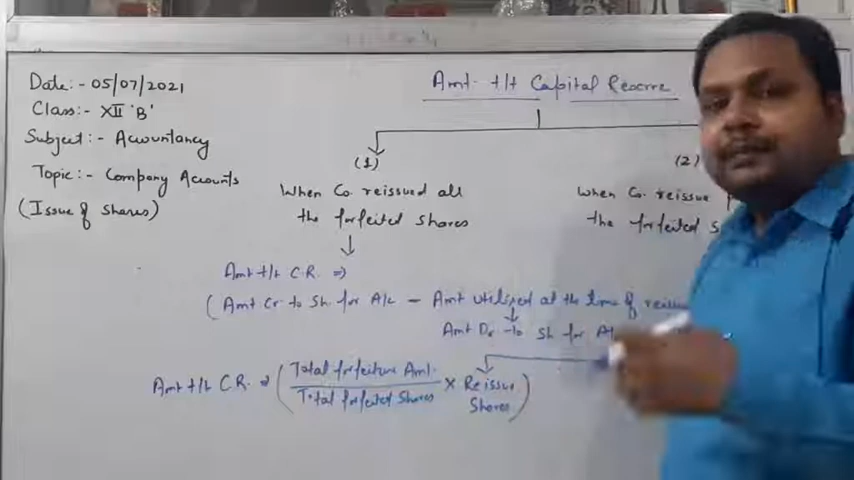 Date:- 05/07/2021
Class:- XII 'B'
Subject:- Accountancy
Topic:- Company Accounts
(Issue of Shares)
Amt. t/t Capital Reserve
(1)
When Co. reissued all
the forfeited shares
(2)
When Co. reissue
the forfeited s
Amt t/t C.R. ⇒
(Amt Cr to Sh. for A/c - Amt utilized at the time of reissu
Amt Dr to Sh for A/
Amt t/t C.R. ⇒ (Total forfeiture Amt. / Total forfeited Shares × Reissue Shares)